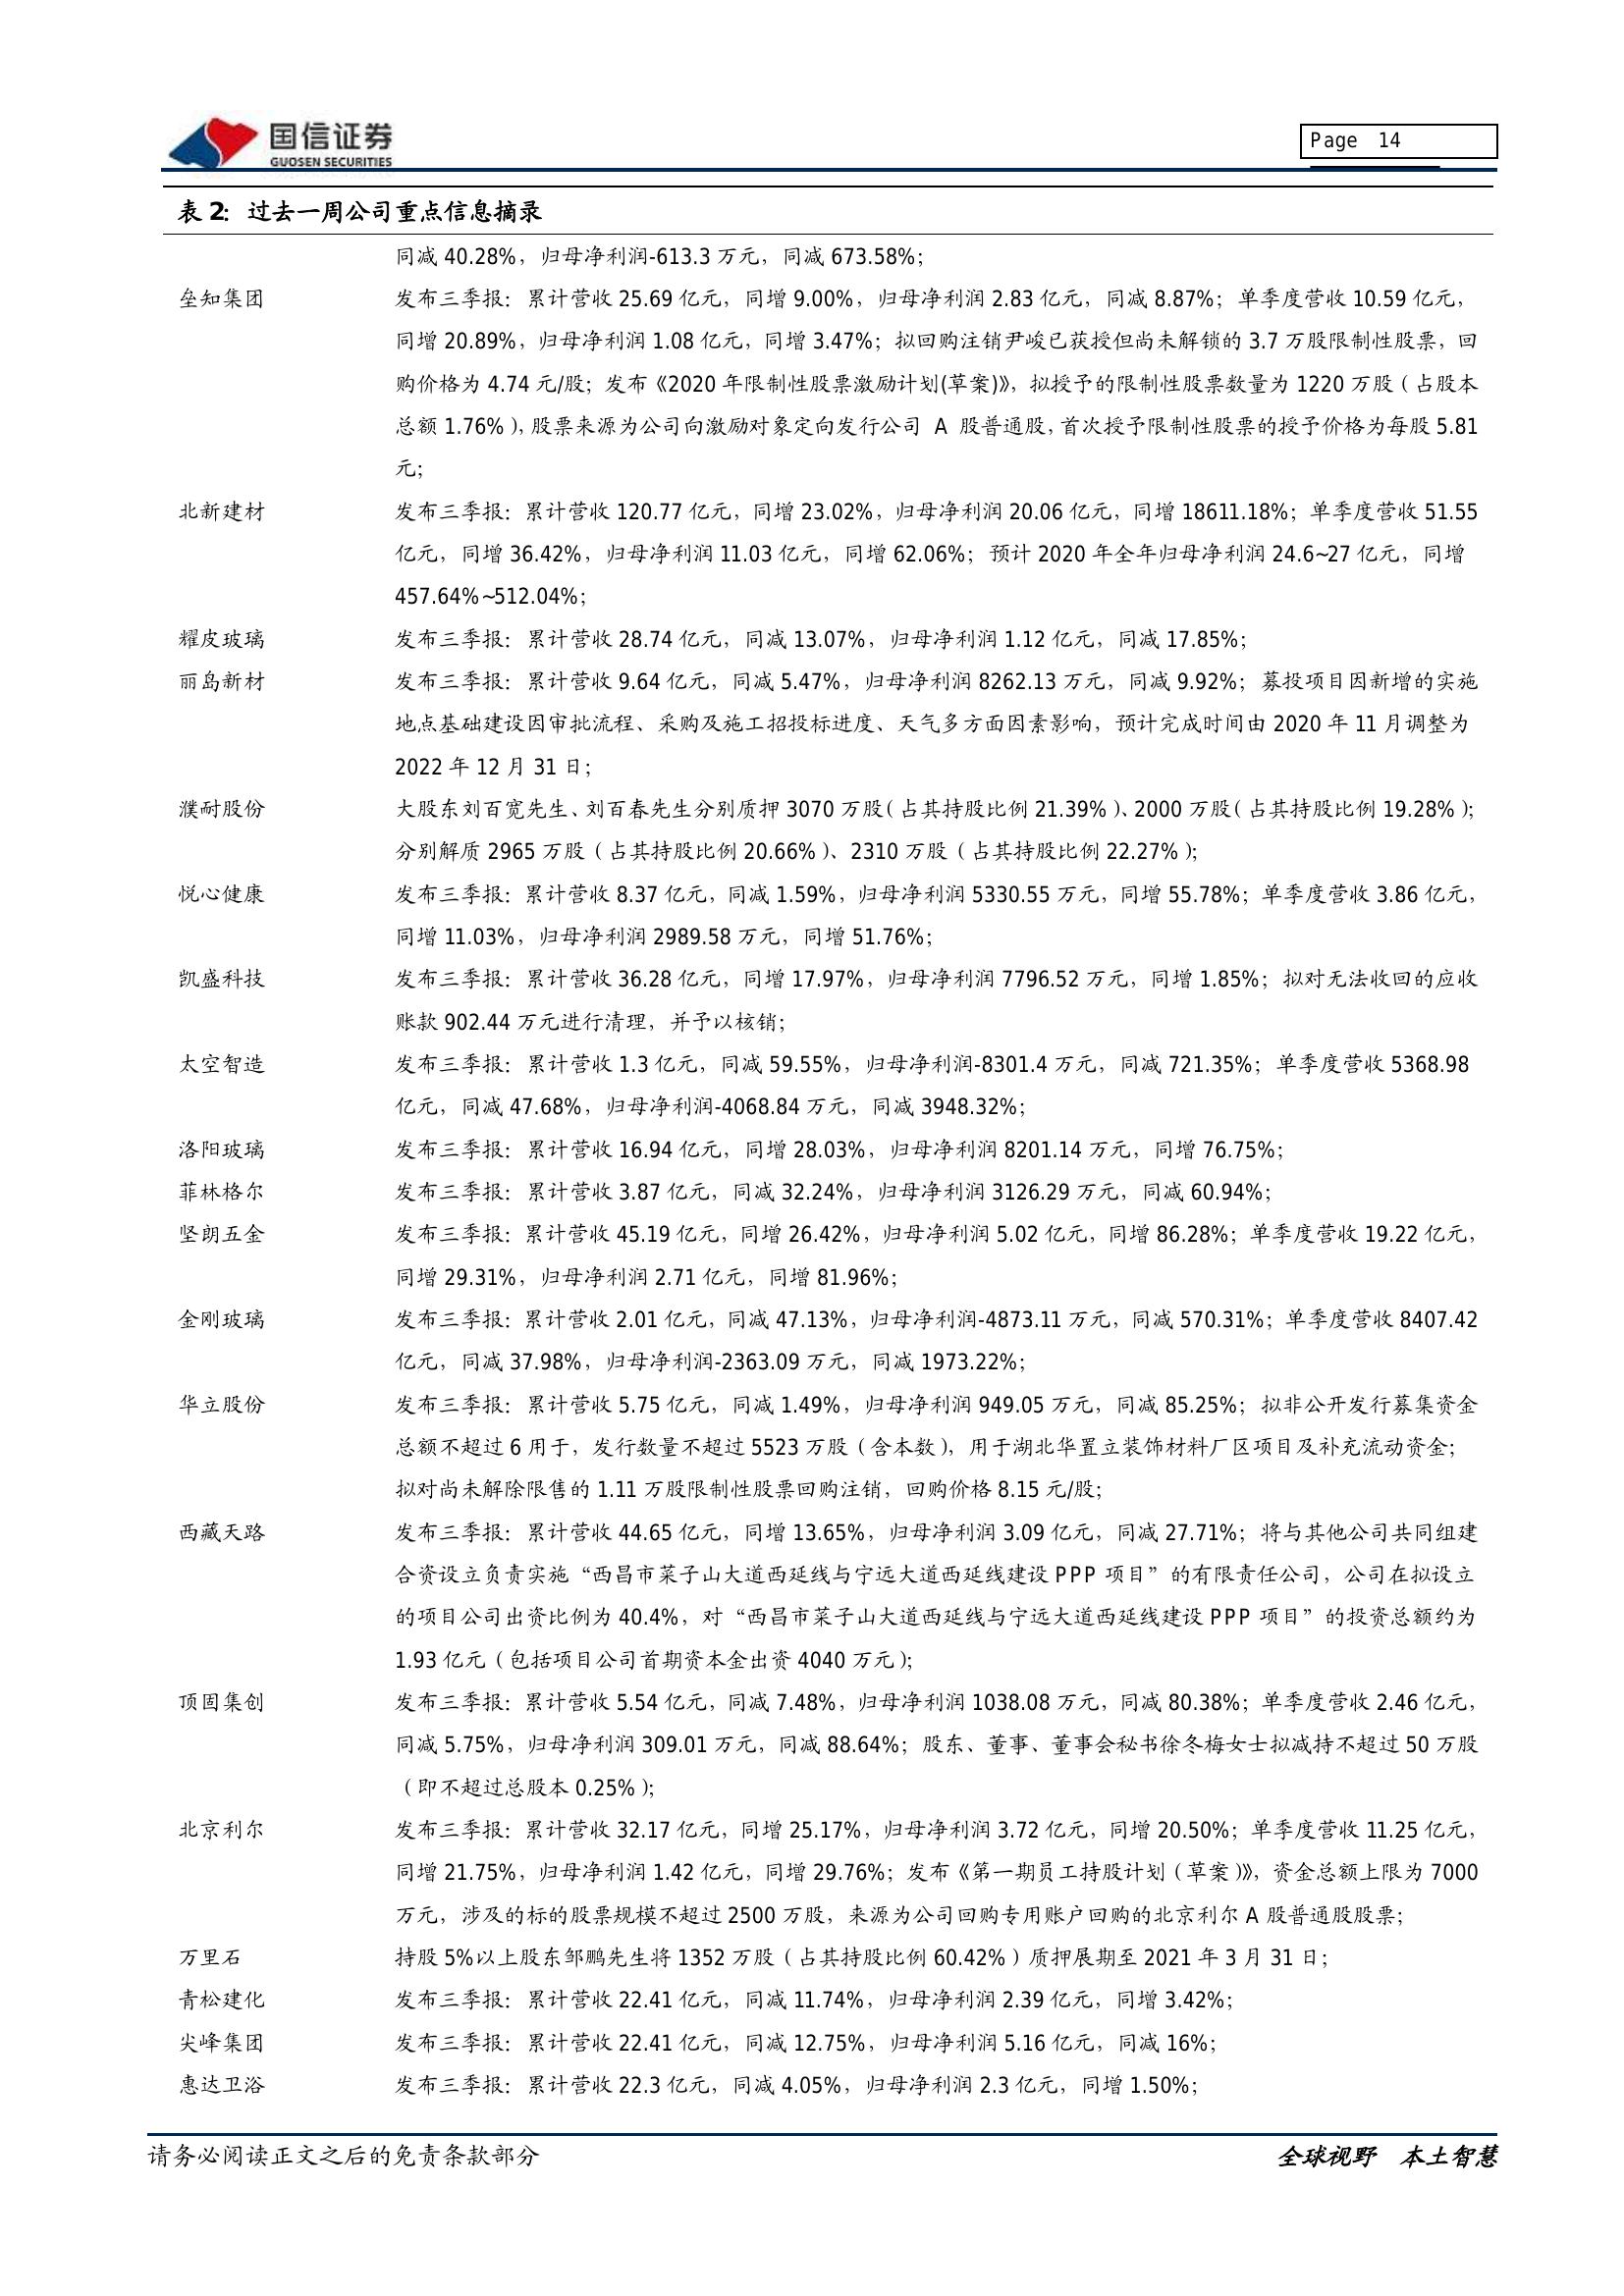 国信证券
GUOSEN SECURITIES
Page 14
表 2：过去一周公司重点信息摘录
同减 40.28%，归母净利润-613.3 万元，同减 673.58%；
垒知集团
发布三季报：累计营收 25.69 亿元，同增 9.00%，归母净利润 2.83 亿元，同减 8.87%；单季度营收 10.59 亿元，
同增 20.89%，归母净利润 1.08 亿元，同增 3.47%；拟回购注销尹峻已获授但尚未解锁的 3.7 万股限制性股票，回
购价格为 4.74 元/股；发布《2020 年限制性股票激励计划(草案)》，拟授予的限制性股票数量为 1220 万股（占股本
总额 1.76%），股票来源为公司向激励对象定向发行公司 A 股普通股，首次授予限制性股票的授予价格为每股 5.81
元；
北新建材
发布三季报：累计营收 120.77 亿元，同增 23.02%，归母净利润 20.06 亿元，同增 18611.18%；单季度营收 51.55
亿元，同增 36.42%，归母净利润 11.03 亿元，同增 62.06%；预计 2020 年全年归母净利润 24.6~27 亿元，同增
457.64%~512.04%；
耀皮玻璃
发布三季报：累计营收 28.74 亿元，同减 13.07%，归母净利润 1.12 亿元，同减 17.85%；
丽岛新材
发布三季报：累计营收 9.64 亿元，同减 5.47%，归母净利润 8262.13 万元，同减 9.92%；募投项目因新增的实施
地点基础建设因审批流程、采购及施工招投标进度、天气多方面因素影响，预计完成时间由 2020 年 11 月调整为
2022 年 12 月 31 日；
濮耐股份
大股东刘百宽先生、刘百春先生分别质押 3070 万股（占其持股比例 21.39%）、2000 万股（占其持股比例 19.28%）；
分别解质 2965 万股（占其持股比例 20.66%）、2310 万股（占其持股比例 22.27%）；
悦心健康
发布三季报：累计营收 8.37 亿元，同减 1.59%，归母净利润 5330.55 万元，同增 55.78%；单季度营收 3.86 亿元，
同增 11.03%，归母净利润 2989.58 万元，同增 51.76%；
凯盛科技
发布三季报：累计营收 36.28 亿元，同增 17.97%，归母净利润 7796.52 万元，同增 1.85%；拟对无法收回的应收
账款 902.44 万元进行清理，并予以核销；
太空智造
发布三季报：累计营收 1.3 亿元，同减 59.55%，归母净利润-8301.4 万元，同减 721.35%；单季度营收 5368.98
亿元，同减 47.68%，归母净利润-4068.84 万元，同减 3948.32%；
洛阳玻璃
发布三季报：累计营收 16.94 亿元，同增 28.03%，归母净利润 8201.14 万元，同增 76.75%；
菲林格尔
发布三季报：累计营收 3.87 亿元，同减 32.24%，归母净利润 3126.29 万元，同减 60.94%；
坚朗五金
发布三季报：累计营收 45.19 亿元，同增 26.42%，归母净利润 5.02 亿元，同增 86.28%；单季度营收 19.22 亿元，
同增 29.31%，归母净利润 2.71 亿元，同增 81.96%；
金刚玻璃
发布三季报：累计营收 2.01 亿元，同减 47.13%，归母净利润-4873.11 万元，同减 570.31%；单季度营收 8407.42
亿元，同减 37.98%，归母净利润-2363.09 万元，同减 1973.22%；
华立股份
发布三季报：累计营收 5.75 亿元，同减 1.49%，归母净利润 949.05 万元，同减 85.25%；拟非公开发行募集资金
总额不超过 6 用于，发行数量不超过 5523 万股（含本数），用于湖北华置立装饰材料厂区项目及补充流动资金；
拟对尚未解除限售的 1.11 万股限制性股票回购注销，回购价格 8.15 元/股；
西藏天路
发布三季报：累计营收 44.65 亿元，同增 13.65%，归母净利润 3.09 亿元，同减 27.71%；将与其他公司共同组建
合资设立负责实施“西昌市菜子山大道西延线与宁远大道西延线建设 PPP 项目”的有限责任公司，公司在拟设立
的项目公司出资比例为 40.4%，对“西昌市菜子山大道西延线与宁远大道西延线建设 PPP 项目”的投资总额约为
1.93 亿元（包括项目公司首期资本金出资 4040 万元）；
顶固集创
发布三季报：累计营收 5.54 亿元，同减 7.48%，归母净利润 1038.08 万元，同减 80.38%；单季度营收 2.46 亿元，
同减 5.75%，归母净利润 309.01 万元，同减 88.64%；股东、董事、董事会秘书徐冬梅女士拟减持不超过 50 万股
（即不超过总股本 0.25%）；
北京利尔
发布三季报：累计营收 32.17 亿元，同增 25.17%，归母净利润 3.72 亿元，同增 20.50%；单季度营收 11.25 亿元，
同增 21.75%，归母净利润 1.42 亿元，同增 29.76%；发布《第一期员工持股计划（草案）》，资金总额上限为 7000
万元，涉及的标的股票规模不超过 2500 万股，来源为公司回购专用账户回购的北京利尔 A 股普通股股票；
万里石
持股 5%以上股东邹鹏先生将 1352 万股（占其持股比例 60.42%）质押展期至 2021 年 3 月 31 日；
青松建化
发布三季报：累计营收 22.41 亿元，同减 11.74%，归母净利润 2.39 亿元，同增 3.42%；
尖峰集团
发布三季报：累计营收 22.41 亿元，同减 12.75%，归母净利润 5.16 亿元，同减 16%；
惠达卫浴
发布三季报：累计营收 22.3 亿元，同减 4.05%，归母净利润 2.3 亿元，同增 1.50%；
请务必阅读正文之后的免责条款部分
全球视野 本土智慧